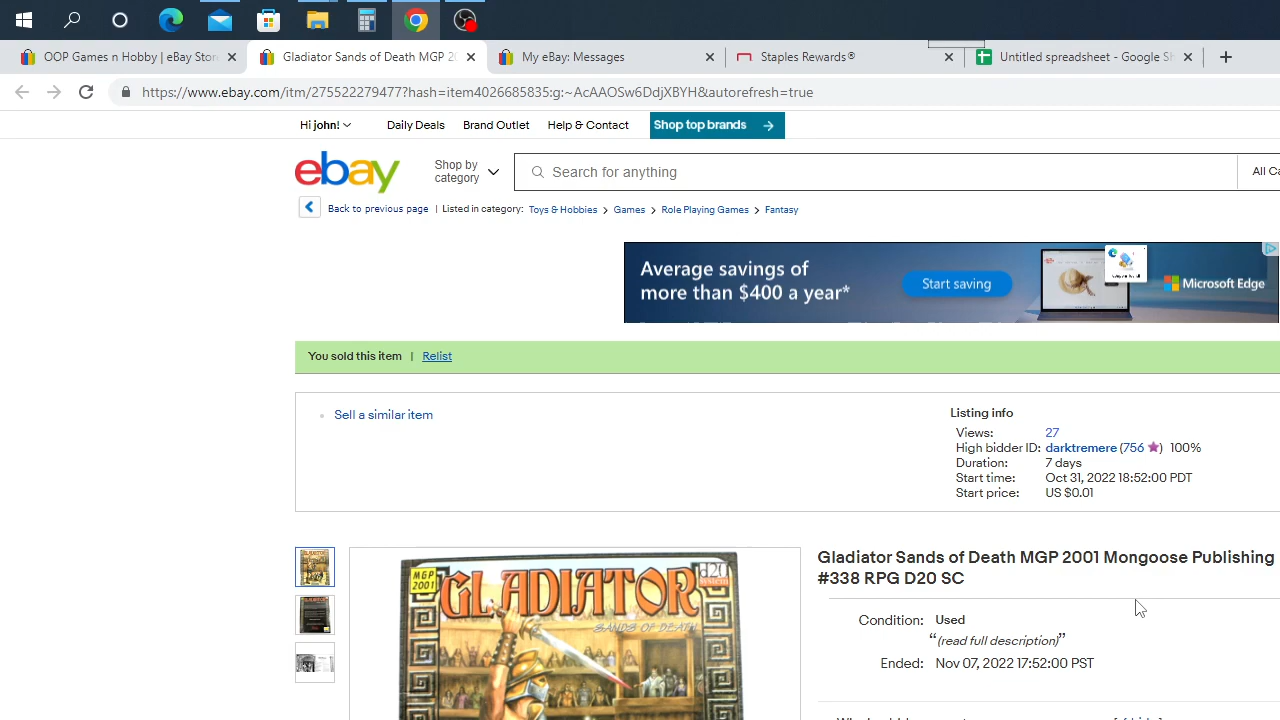 OOP Games n Hobby | eBay Stor
Gladiator Sands of Death MGP 20
My eBay: Messages
Staples Rewards®
Untitled spreadsheet - Google Sh
https://www.ebay.com/itm/275522279477?hash=item4026685835:g:~AcAAOSw6DdjXBYH&autorefresh=true
Hi john!
Daily Deals
Brand Outlet
Help & Contact
Shop top brands
ebay
Shop by
category
Search for anything
All Ca
Back to previous page | Listed in category: Toys & Hobbies > Games > Role Playing Games > Fantasy
Average savings of
more than $400 a year*
Start saving
Microsoft Edge
You sold this item | Relist
Sell a similar item
Listing info
Views: 27
High bidder ID: darktremere (756 ) 100%
Duration: 7 days
Start time: Oct 31, 2022 18:52:00 PDT
Start price: US $0.01
MGP
2001
GLADIATOR
d20
system
SANDS OF DEATH
Gladiator Sands of Death MGP 2001 Mongoose Publishing
#338 RPG D20 SC
Condition: Used
“(read full description)”
Ended: Nov 07, 2022 17:52:00 PST